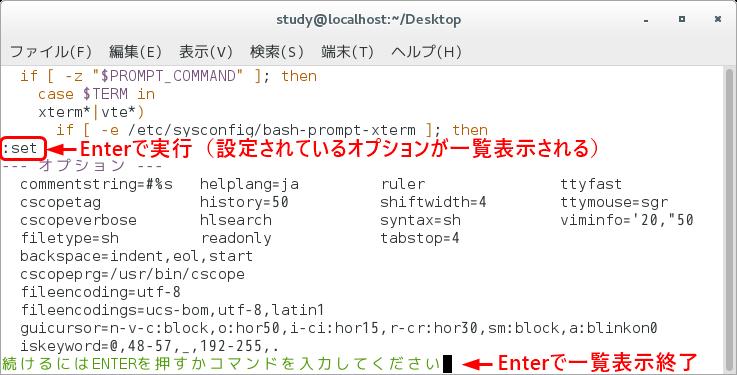 study@localhost:~/Desktop
ファイル(F) 編集(E) 表示(V) 検索(S) 端末(T) ヘルプ(H)
if [ -z "$PROMPT_COMMAND" ]; then
case $TERM in
xterm*|vte*)
if [ -e /etc/sysconfig/bash-prompt-xterm ]; then
:set Enterで実行（設定されているオプションが一覧表示される）
--- オプション ---
commentstring=#%s helplang=ja ruler ttyfast
cscopetag history=50 shiftwidth=4 ttymouse=sgr
cscopeverbose hlsearch syntax=sh viminfo='20,"50
filetype=sh readonly tabstop=4
backspace=indent,eol,start
cscopeprg=/usr/bin/cscope
fileencoding=utf-8
fileencodings=ucs-bom,utf-8,latin1
guicursor=n-v-c:block,o:hor50,i-ci:hor15,r-cr:hor30,sm:block,a:blinkon0
iskeyword=@,48-57,_,192-255,.
続けるにはENTERを押すかコマンドを入力してください Enterで一覧表示終了